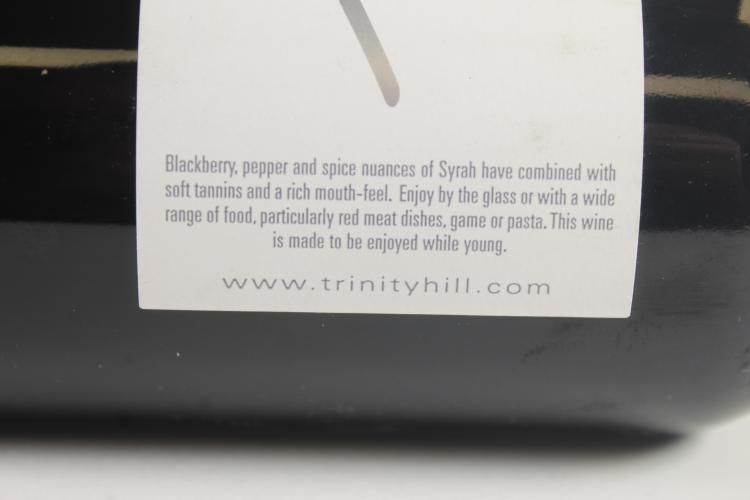 Blackberry, pepper and spice nuances of Syrah have combined with
soft tannins and a rich mouth-feel. Enjoy by the glass or with a wide
range of food, particularly red meat dishes, game or pasta. This wine
is made to be enjoyed while young.
www.trinityhill.com